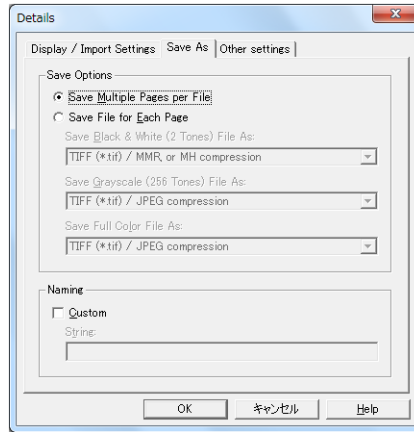 Details
Display / Import Settings Save As Other settings
Save Options
Save Multiple Pages per File
Save File for Each Page
Save Black & White (2 Tones) File As:
TIFF (*.tif) / MMR, or MH compression
Save Grayscale (256 Tones) File As:
TIFF (*.tif) / JPEG compression
Save Full Color File As:
TIFF (*.tif) / JPEG compression
Naming
Custom
String:
OK キャンセル Help